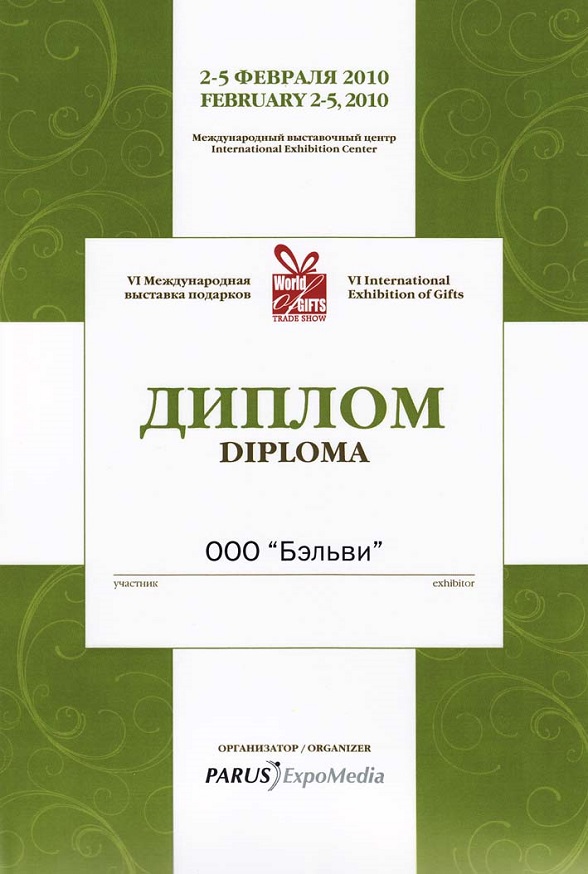 2-5 ФЕВРАЛЯ 2010
FEBRUARY 2-5, 2010
Международный выставочный центр
International Exhibition Center
VI Международная
выставка подарков
World
of
GIFTS
TRADE SHOW
VI International
Exhibition of Gifts
ДИПЛОМ
DIPLOMA
ООО “Бэльви”
участник
exhibitor
ОРГАНИЗАТОР / ORGANIZER
PARUS ExpoMedia